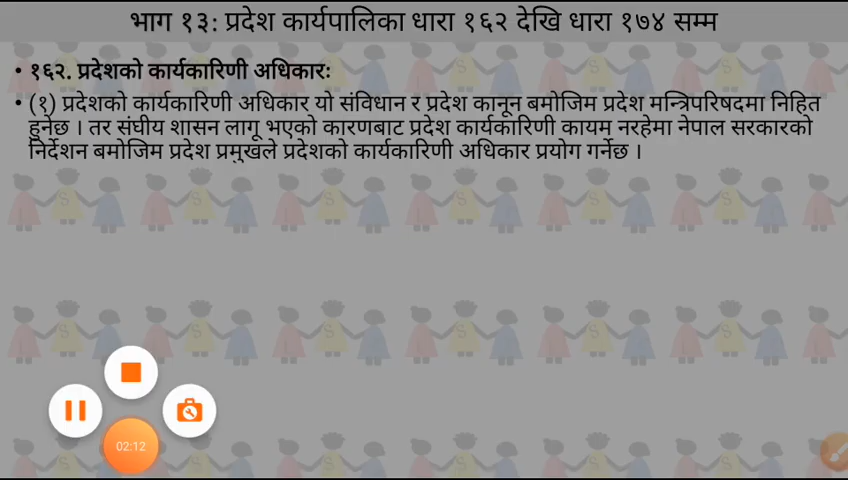 भाग १३: प्रदेश कार्यपालिका धारा १६२ देखि धारा १७४ सम्म
• १६२. प्रदेशको कार्यकारिणी अधिकारः
• (१) प्रदेशको कार्यकारिणी अधिकार यो संविधान र प्रदेश कानून बमोजिम प्रदेश मन्त्रिपरिषदमा निहित
हुनेछ । तर संघीय शासन लागू भएको कारणबाट प्रदेश कार्यकारिणी कायम नरहेमा नेपाल सरकारको
निर्देशन बमोजिम प्रदेश प्रमुखले प्रदेशको कार्यकारिणी अधिकार प्रयोग गर्नेछ ।
02:12